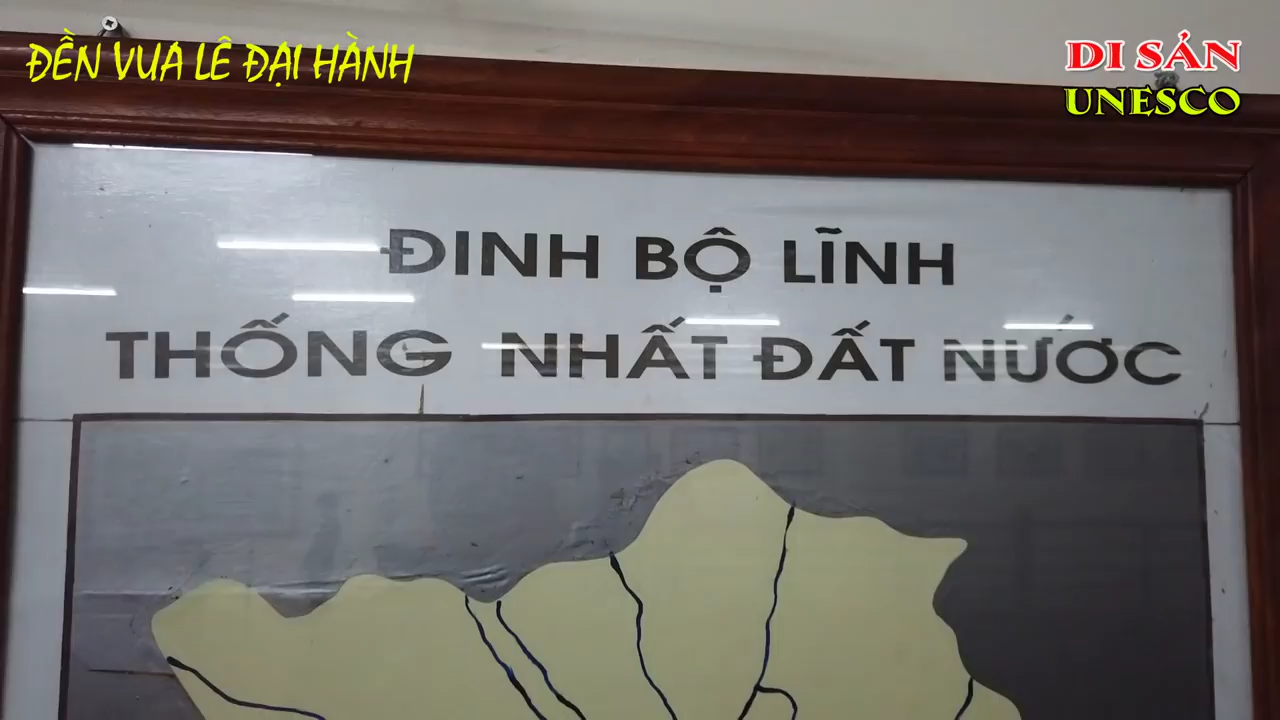 ĐỀN VUA LÊ ĐẠI HÀNH
DI SẢN
UNESCO
ĐINH BỘ LĨNH
THỐNG NHẤT ĐẤT NƯỚC